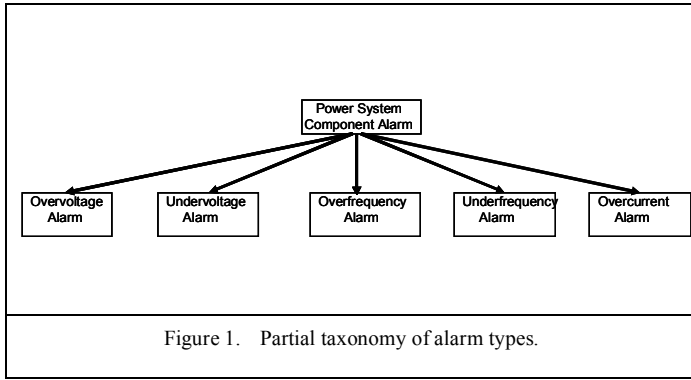 Power System
Component Alarm
Overvoltage
Alarm
Undervoltage
Alarm
Overfrequency
Alarm
Underfrequency
Alarm
Overcurrent
Alarm
Figure 1. Partial taxonomy of alarm types.